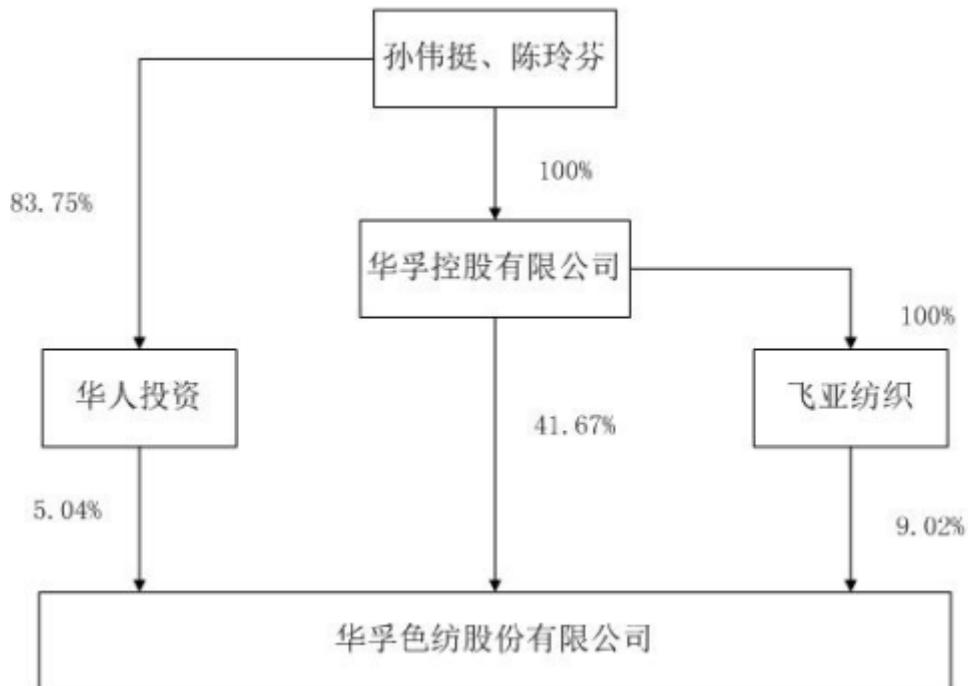 孙伟挺、陈玲芬
100%
83.75%
华孚控股有限公司
100%
华人投资
飞亚纺织
41.67%
5.04%
9.02%
华孚色纺股份有限公司